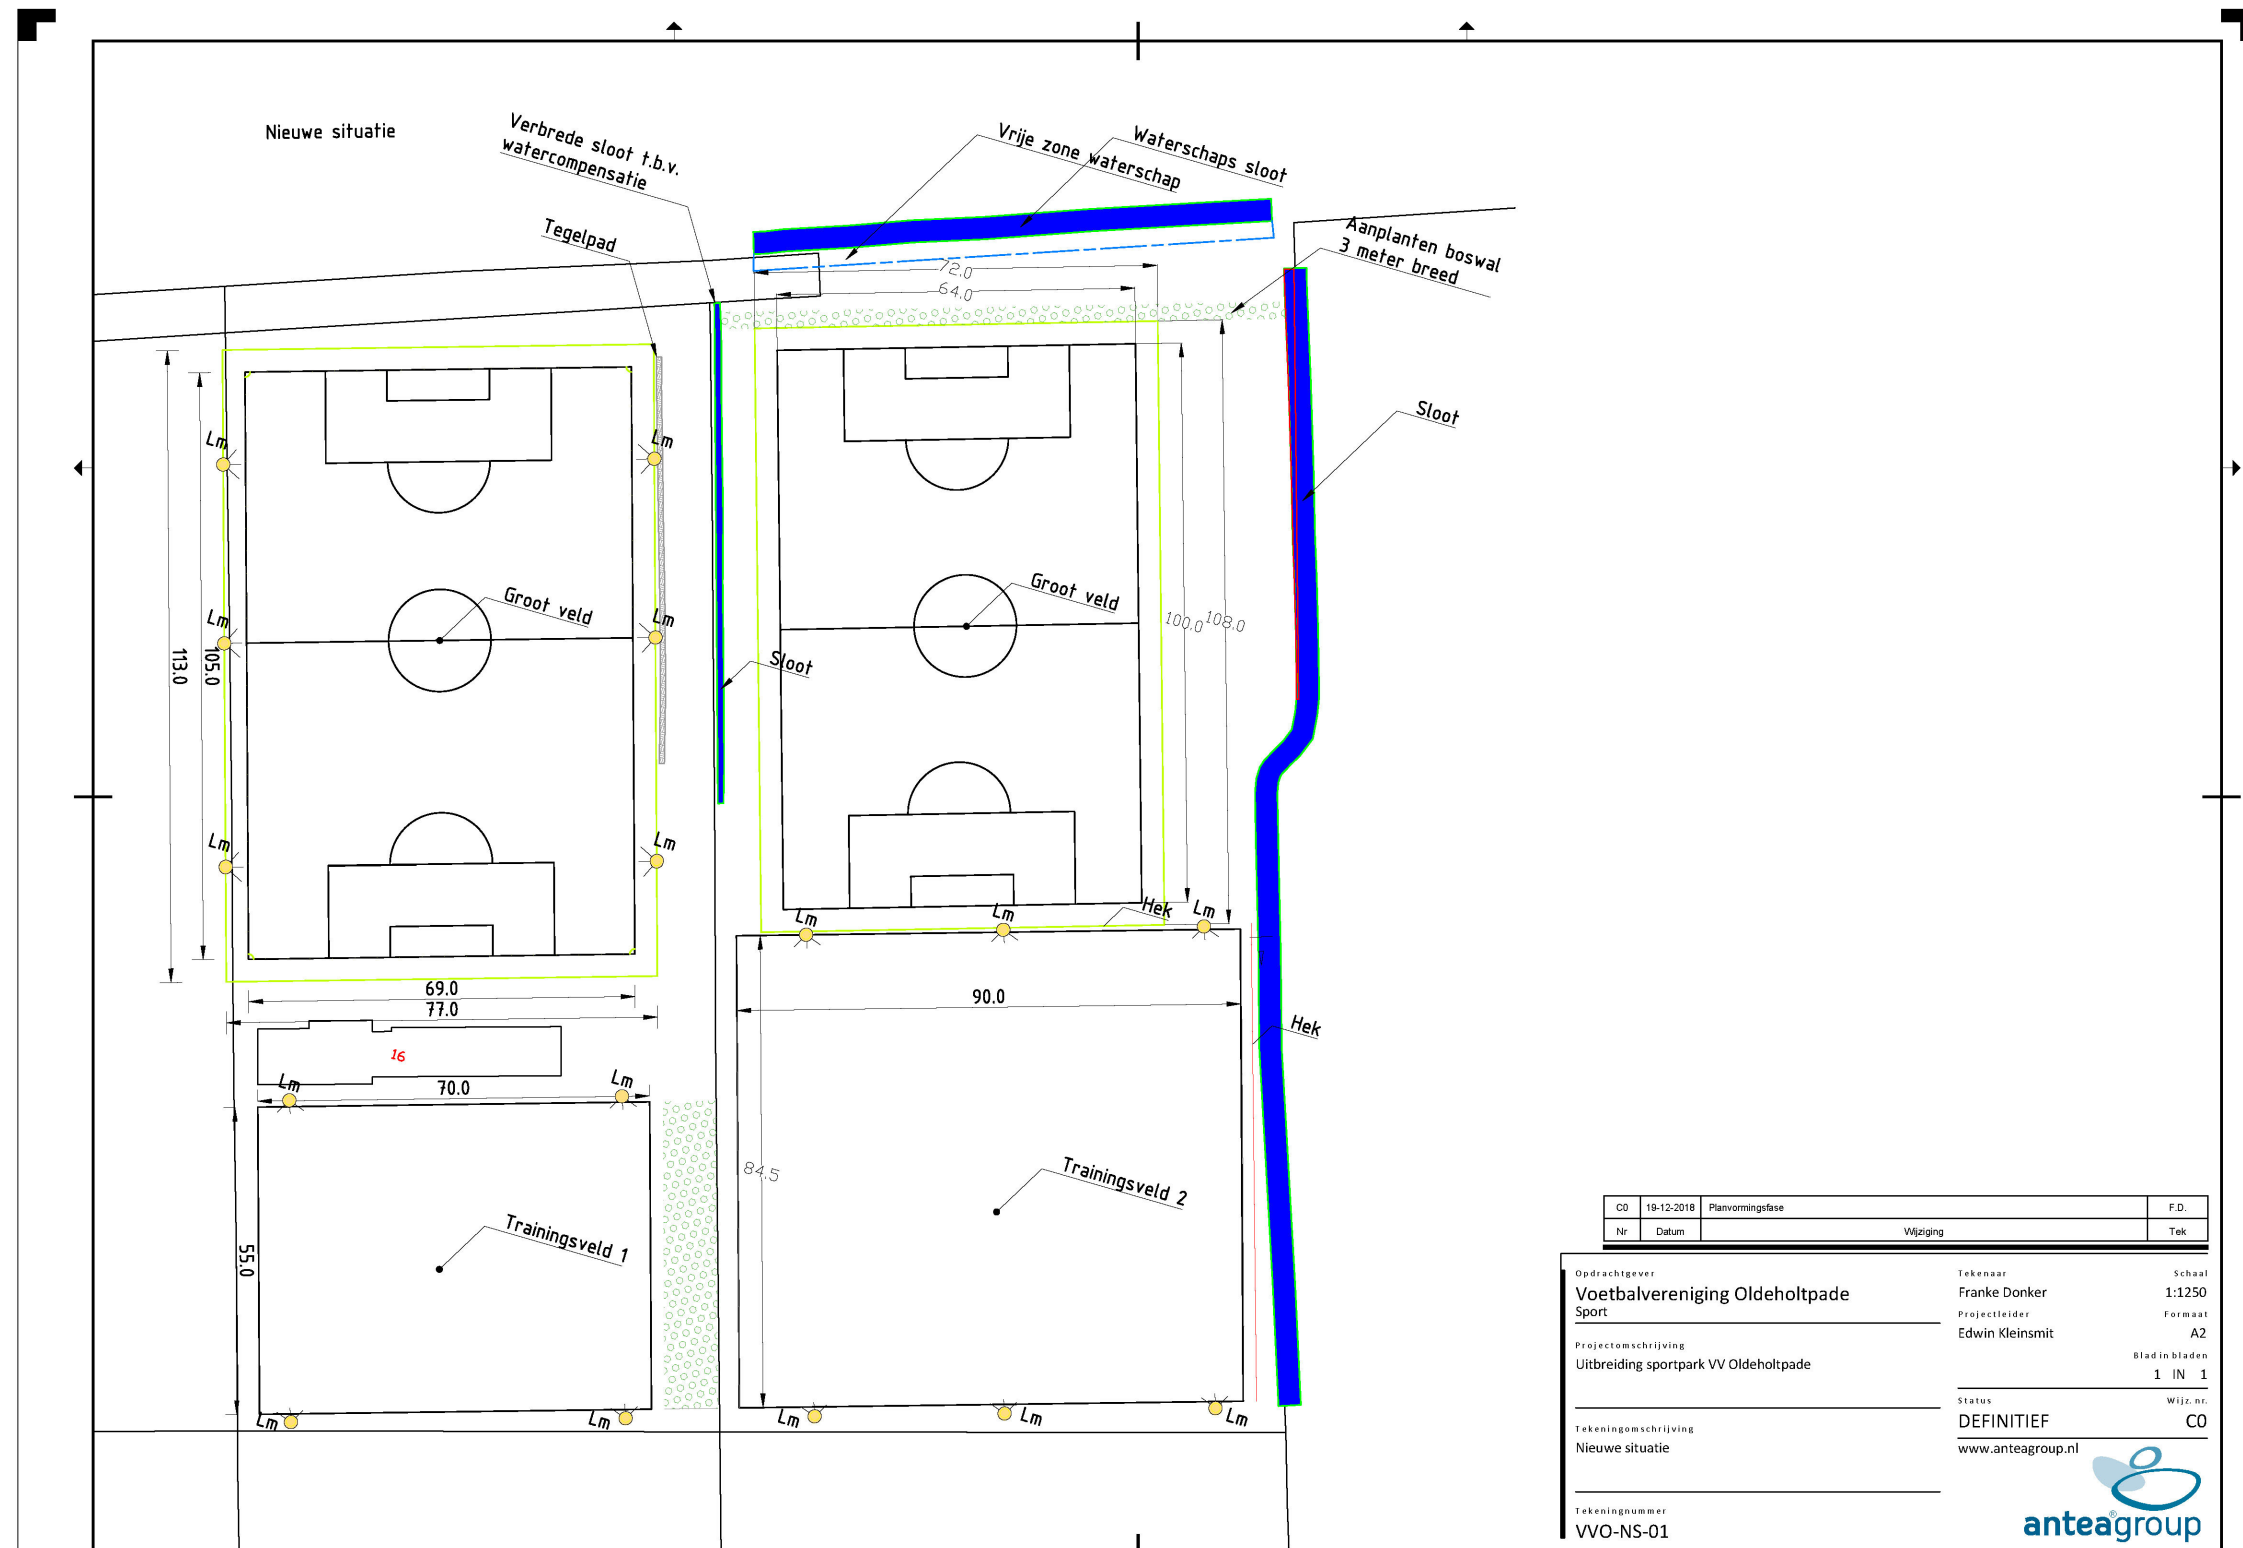 Nieuwe situatie
Verbrede sloot t.b.v.
watercompensatie
Vrije zone waterschap
Waterschaps sloot
Tegelpad
Aanplanten boswal
3 meter breed
72.0
64.0
Sloot
Lm
Lm
Groot veld
Groot veld
Lm
Lm
100.0
108.0
113.0
105.0
Sloot
Lm
Lm
Hek
Lm
Lm
Lm
69.0
77.0
90.0
Hek
16
Lm
70.0
Lm
84.5
Trainingsveld 2
Trainingsveld 1
55.0
Lm
Lm
Lm
Lm
Lm
C0 19-12-2018 Planvormingsfase F.D.
Nr Datum Wijziging Tek
Opdrachtgever
Voetbalvereniging Oldeholtpade
Sport
Projectomschrijving
Uitbreiding sportpark VV Oldeholtpade
Tekeningomschrijving
Nieuwe situatie
Tekeningnummer
VVO-NS-01
Tekenaar Schaal
Franke Donker 1:1250
Projectleider Formaat
Edwin Kleinsmit A2
Blad in bladen
1 IN 1
Status Wijz. nr.
DEFINITIEF C0
www.anteagroup.nl
anteagroup®